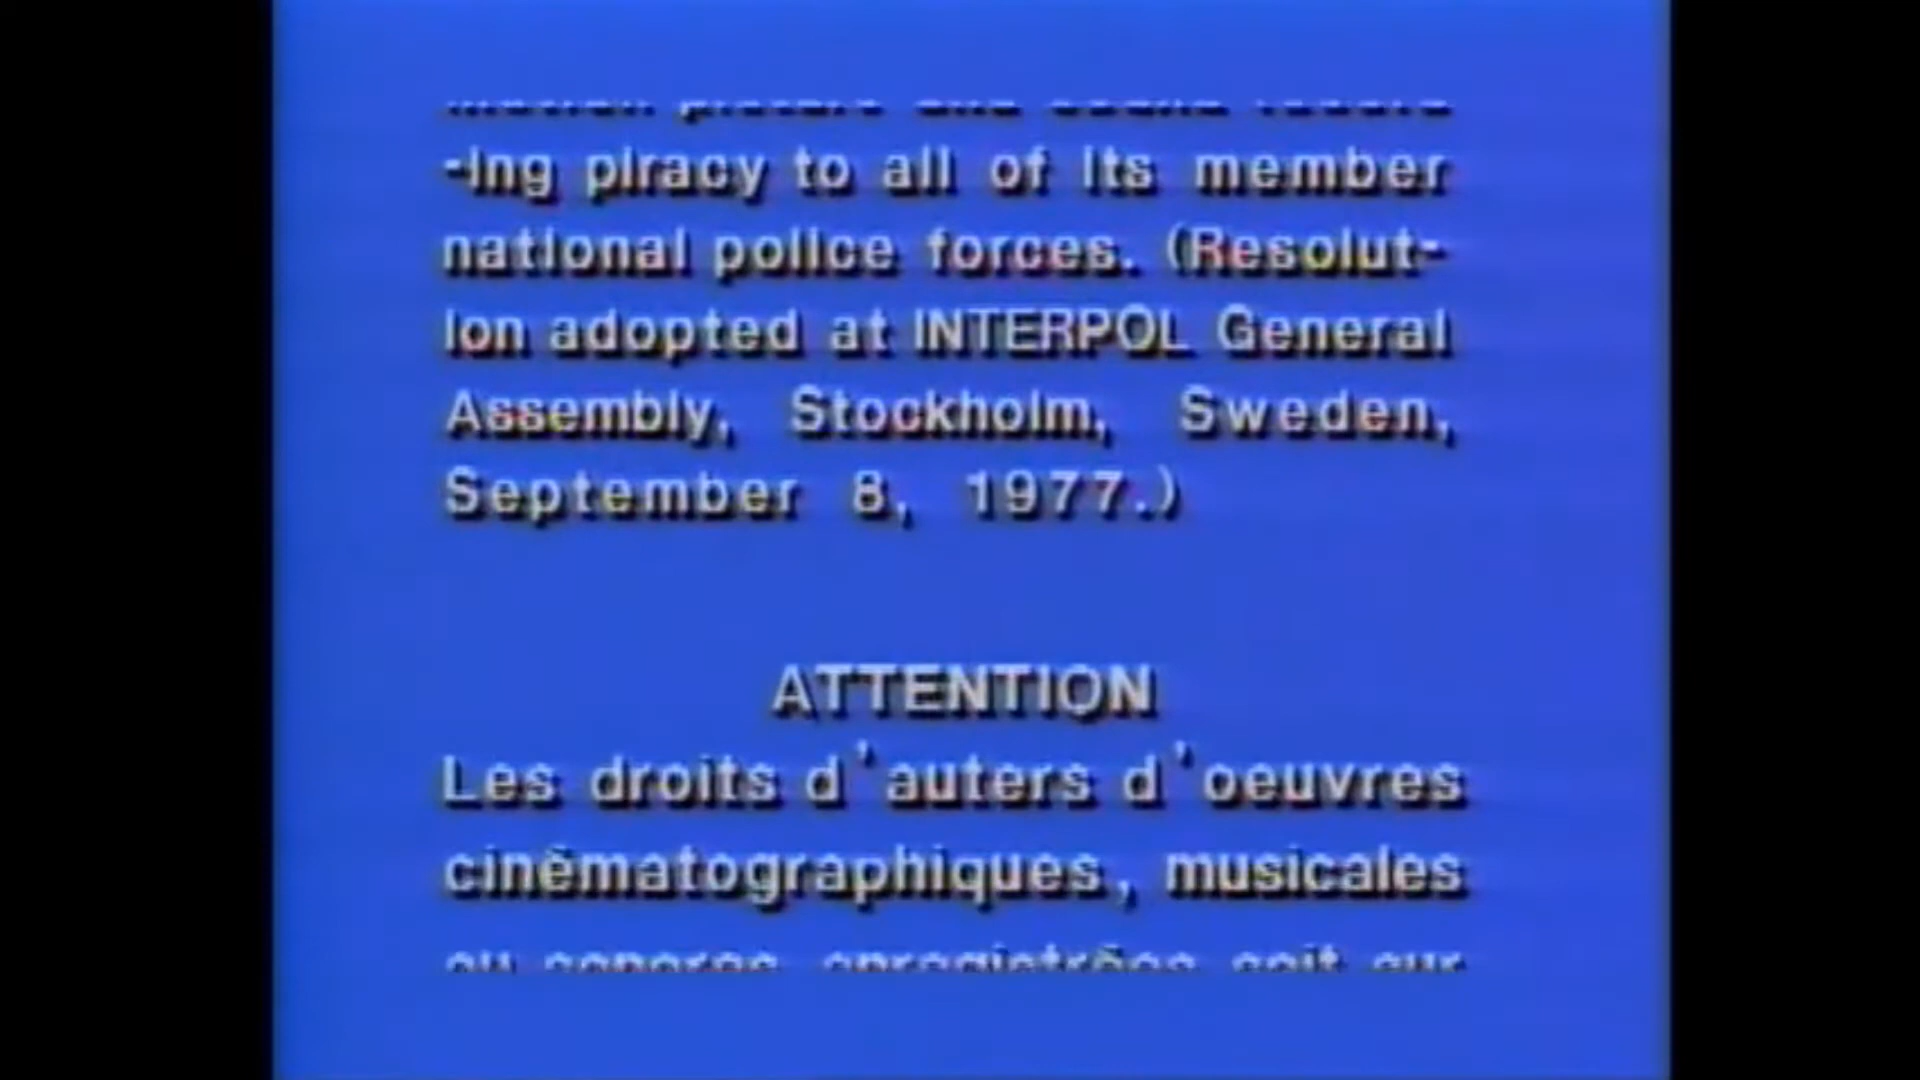 -ing piracy to all of its member
national police forces. (Resolut-
ion adopted at INTERPOL General
Assembly, Stockholm, Sweden,
September 8, 1977.)
ATTENTION
Les droits d'auters d'oeuvres
cinématographiques, musicales